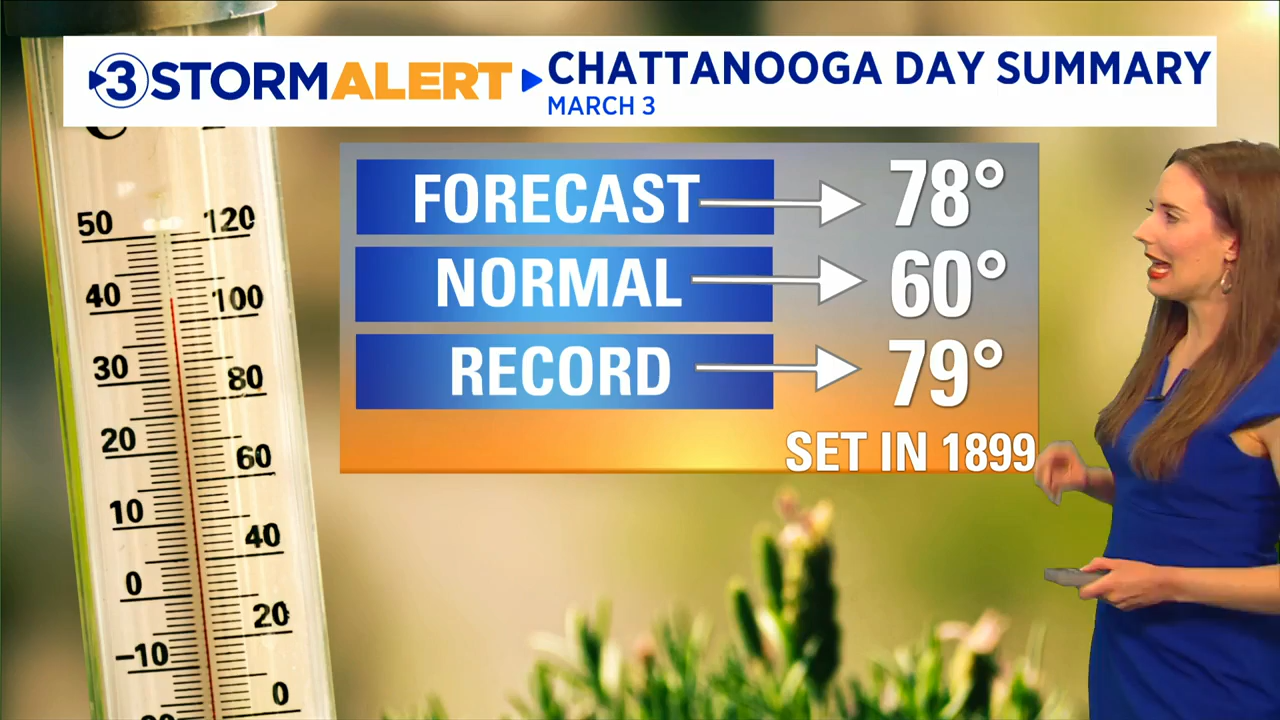 3 STORMALERT
CHATTANOOGA DAY SUMMARY
MARCH 3
C
FORECAST 78°
NORMAL 60°
RECORD 79°
SET IN 1899
50 120
40 100
30 80
20 60
10 40
0 20
-10 0